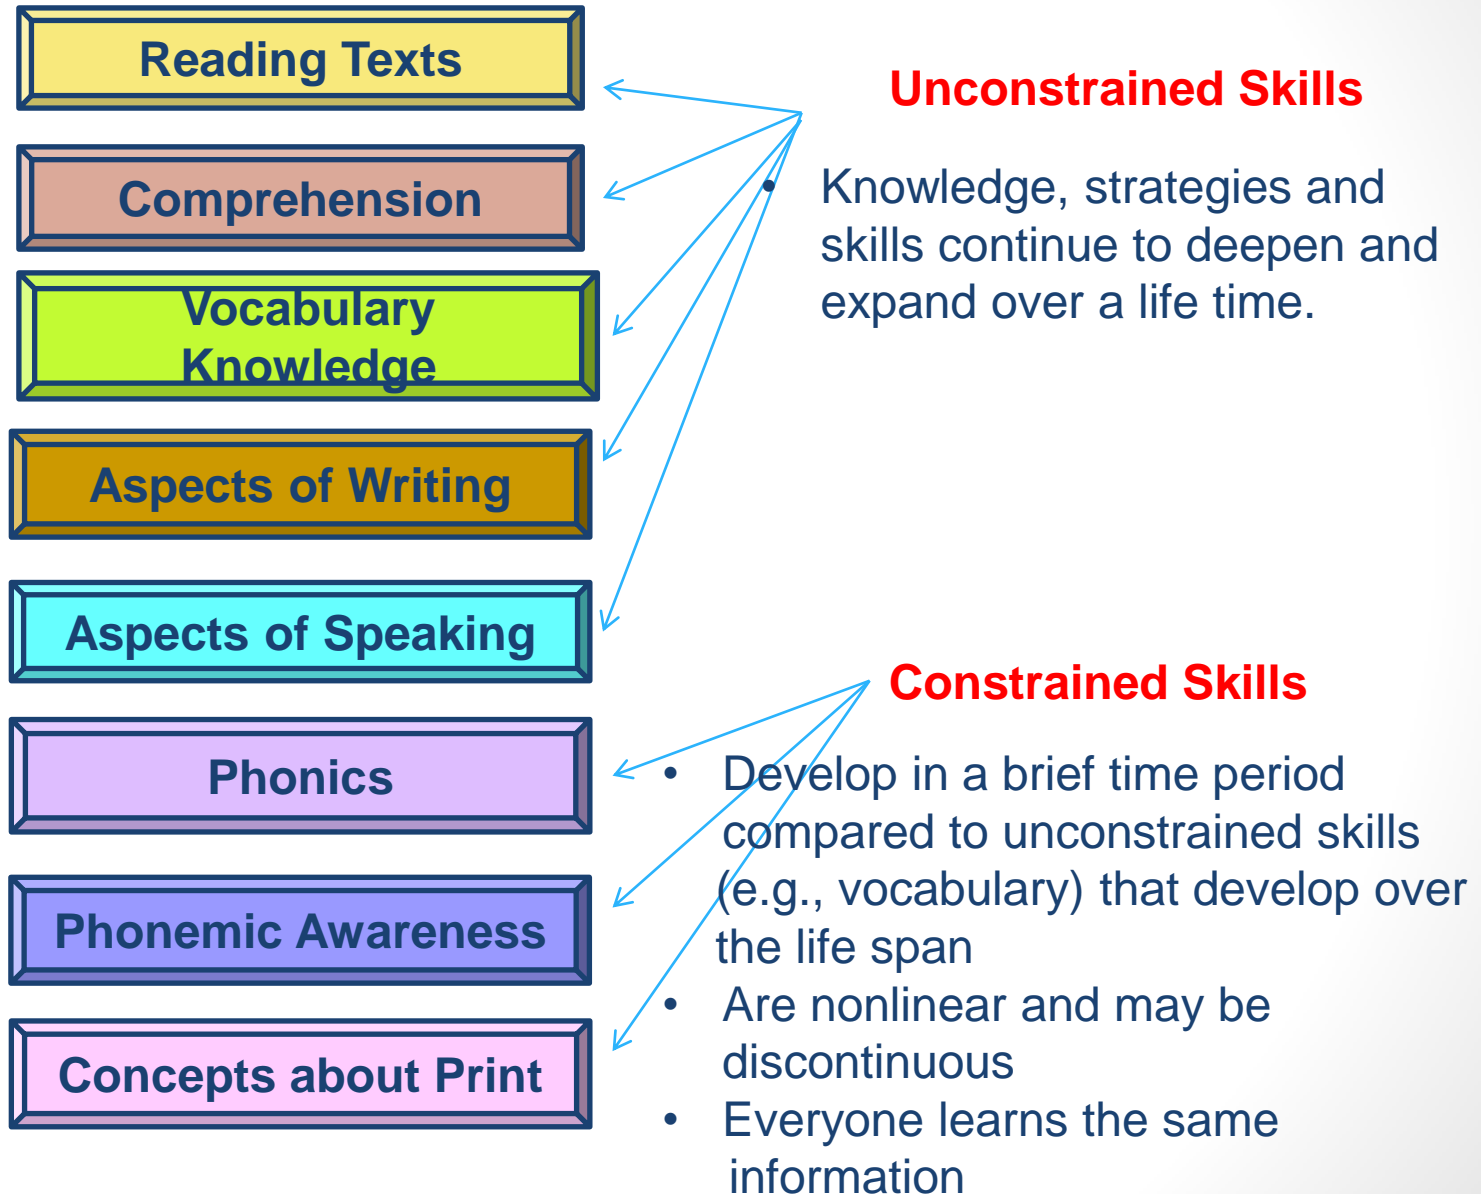 Reading Texts
Comprehension
Vocabulary
Knowledge
Aspects of Writing
Aspects of Speaking
Phonics
Phonemic Awareness
Concepts about Print
Unconstrained Skills
• Knowledge, strategies and
skills continue to deepen and
expand over a life time.
Constrained Skills
• Develop in a brief time period
compared to unconstrained skills
(e.g., vocabulary) that develop over
the life span
• Are nonlinear and may be
discontinuous
• Everyone learns the same
information